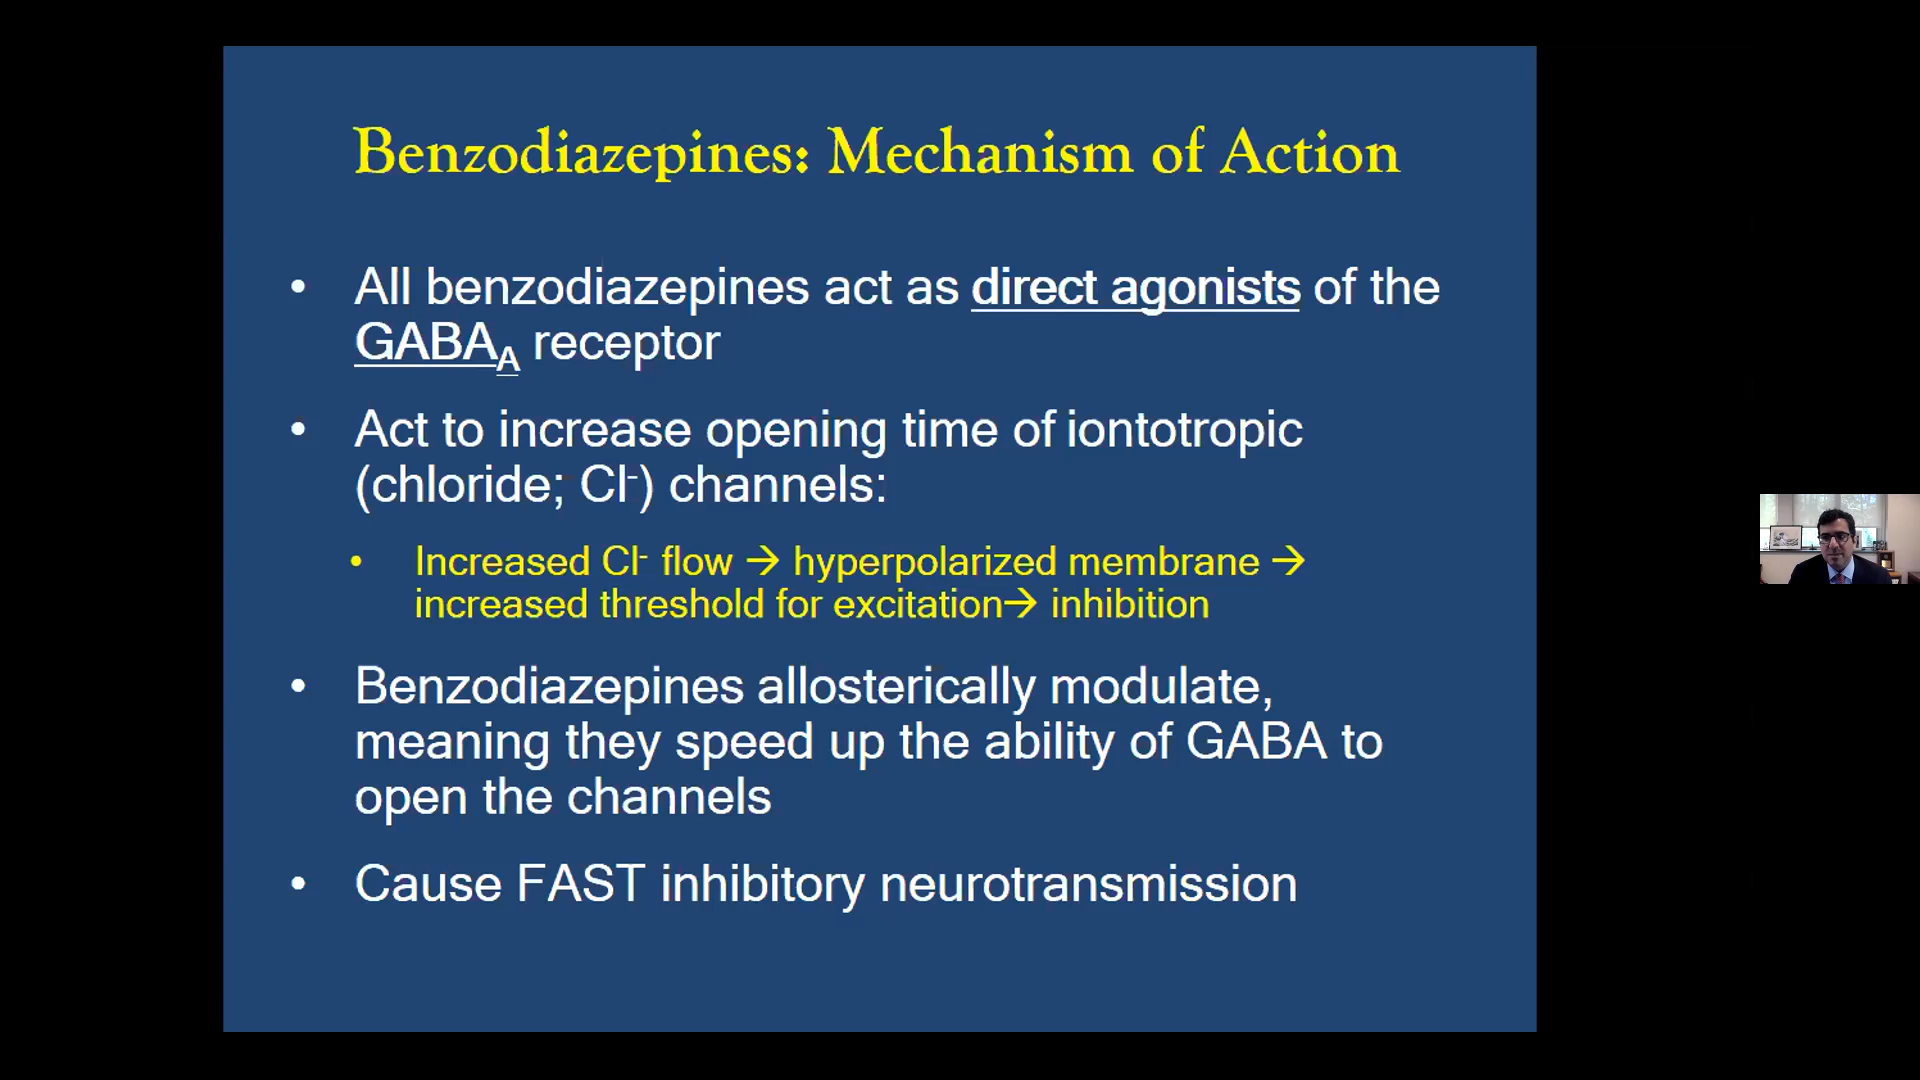 Benzodiazepines: Mechanism of Action
• All benzodiazepines act as direct agonists of the
GABAA receptor
• Act to increase opening time of iontotropic
(chloride; Cl-) channels:
• Increased Cl- flow → hyperpolarized membrane →
increased threshold for excitation→ inhibition
• Benzodiazepines allosterically modulate,
meaning they speed up the ability of GABA to
open the channels
• Cause FAST inhibitory neurotransmission